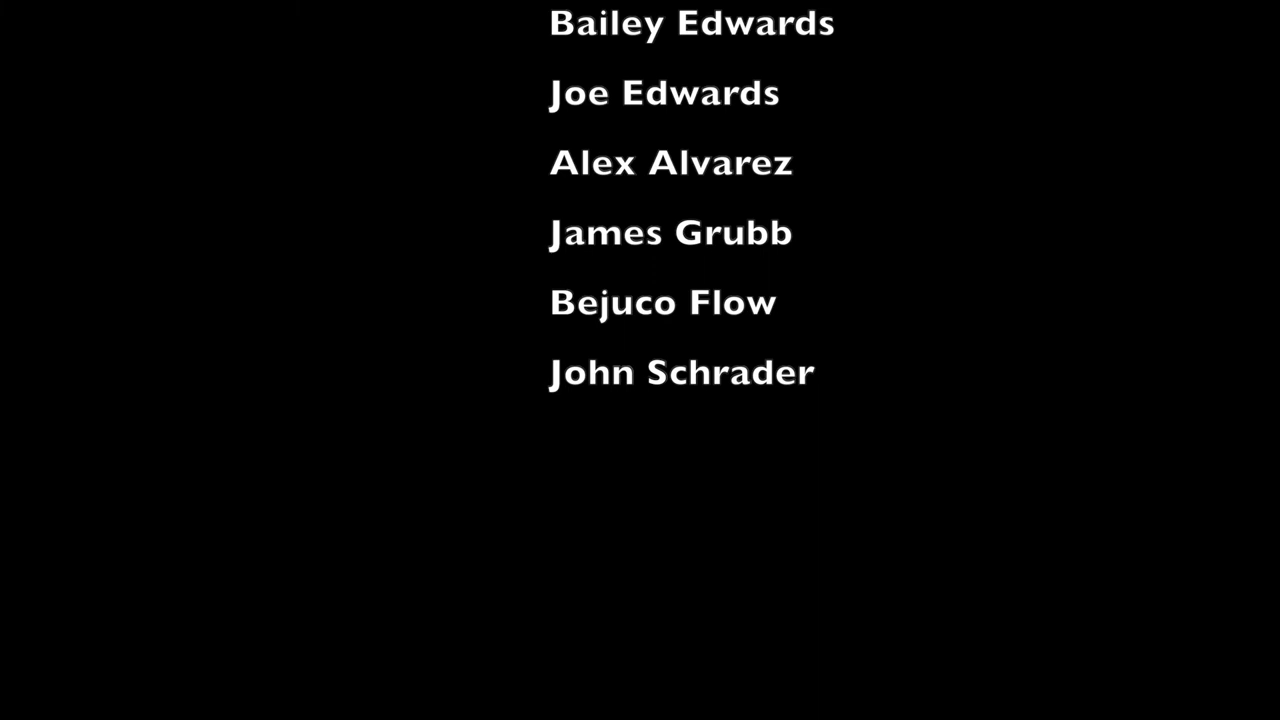 Bailey Edwards
Joe Edwards
Alex Alvarez
James Grubb
Bejuco Flow
John Schrader